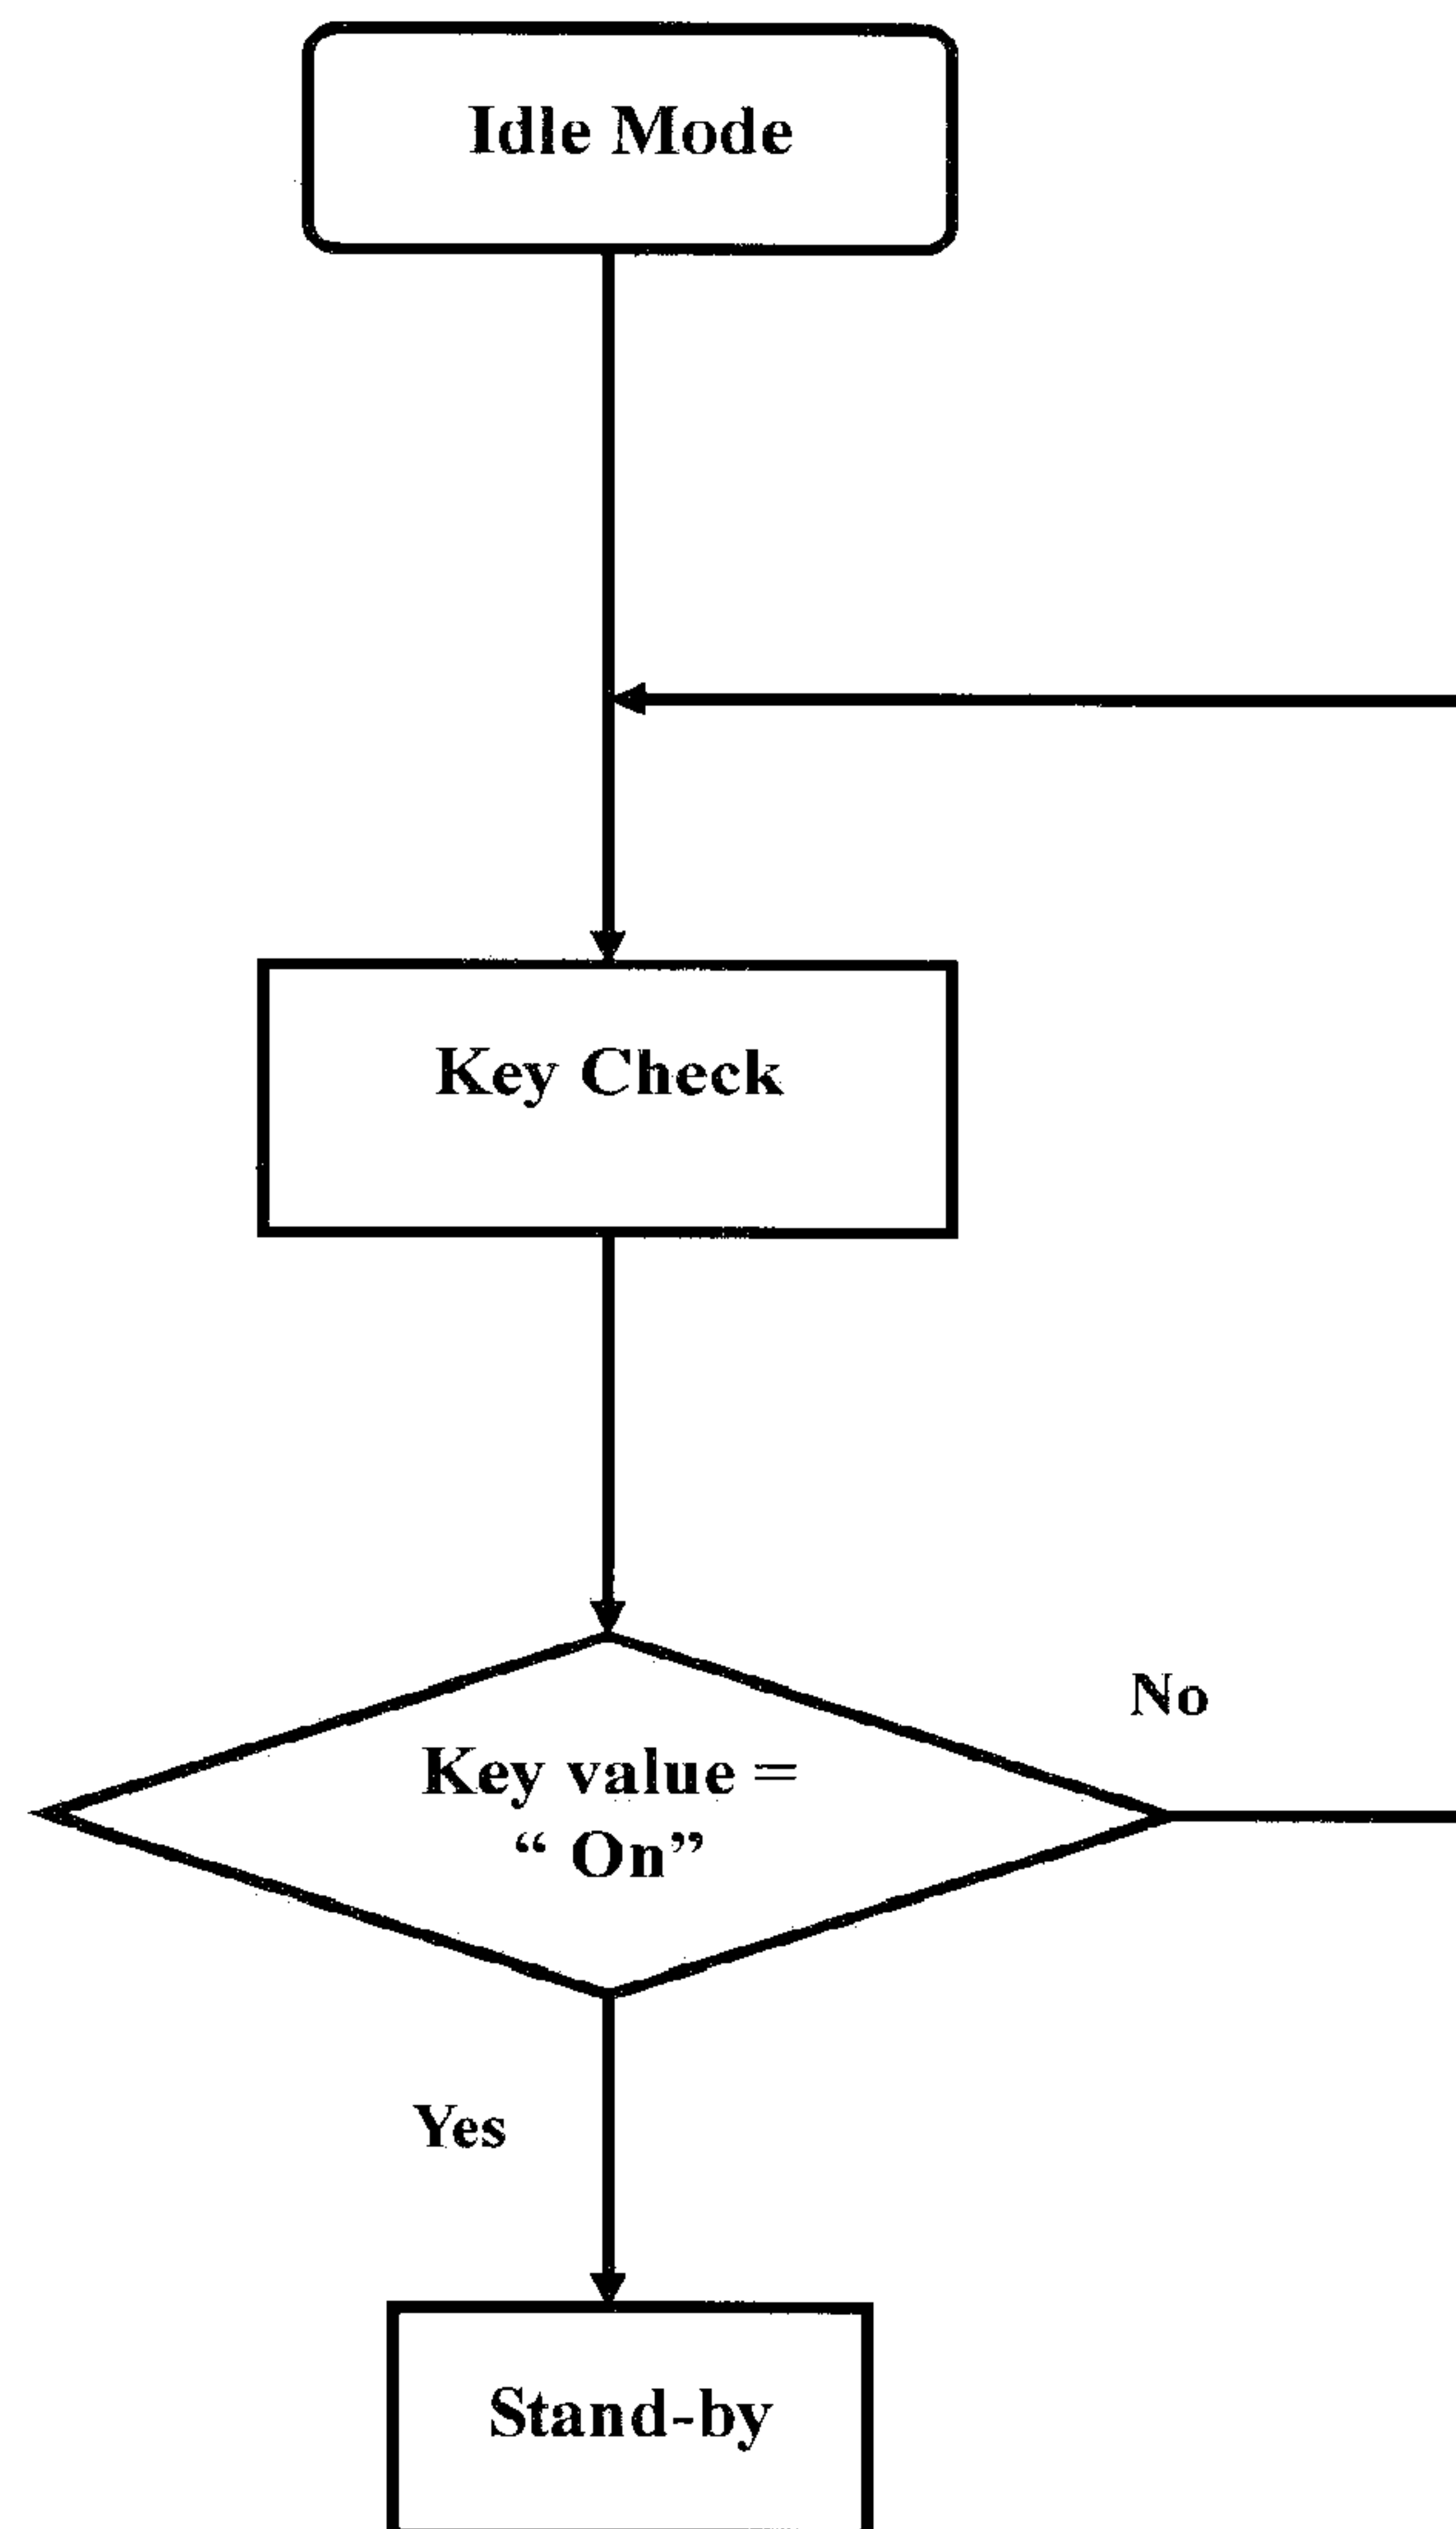 Idle Mode
Key Check
No
Key value =
“ On”
Yes
Stand-by